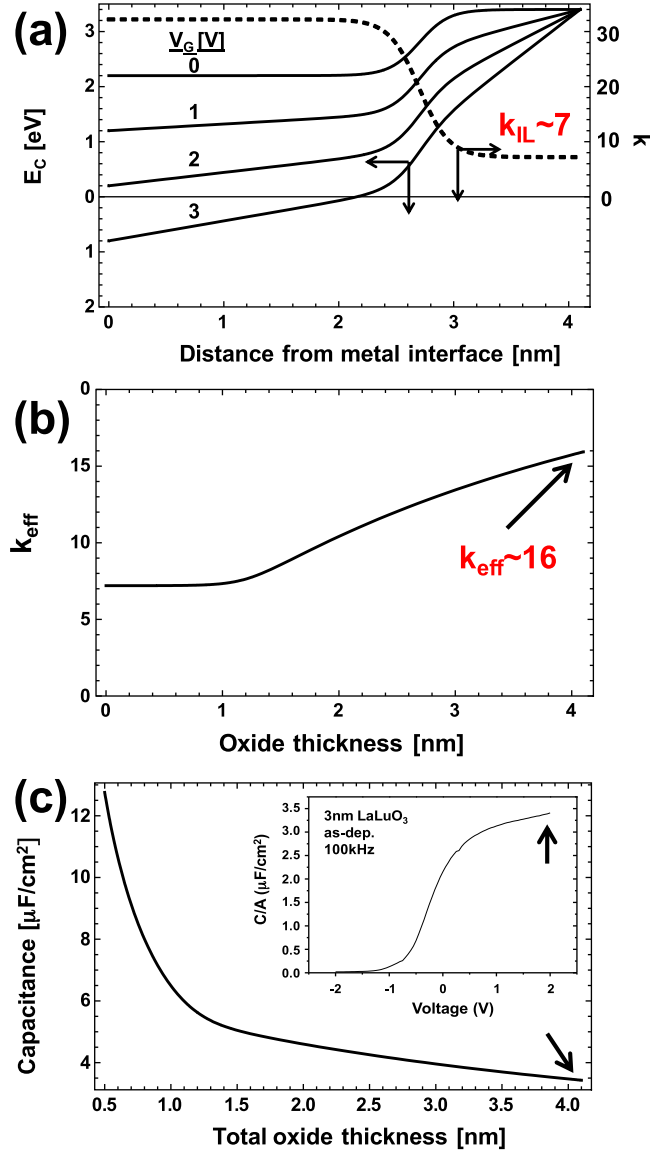 (a)
V_G [V]
0
1
2
3
k_IL~7
3
2
1
0
1
2
E_C [eV]
30
20
10
0
k
0 1 2 3 4
Distance from metal interface [nm]
(b)
0
15
10
5
0
k_eff
k_eff~16
0 1 2 3 4
Oxide thickness [nm]
(c)
12
10
8
6
4
Capacitance [µF/cm²]
3nm LaLuO₃
as-dep.
100kHz
3.5
3.0
2.5
2.0
1.5
1.0
0.5
0.0
C/A (µF/cm²)
-2 -1 0 1 2
Voltage (V)
0.5 1.0 1.5 2.0 2.5 3.0 3.5 4.0
Total oxide thickness [nm]